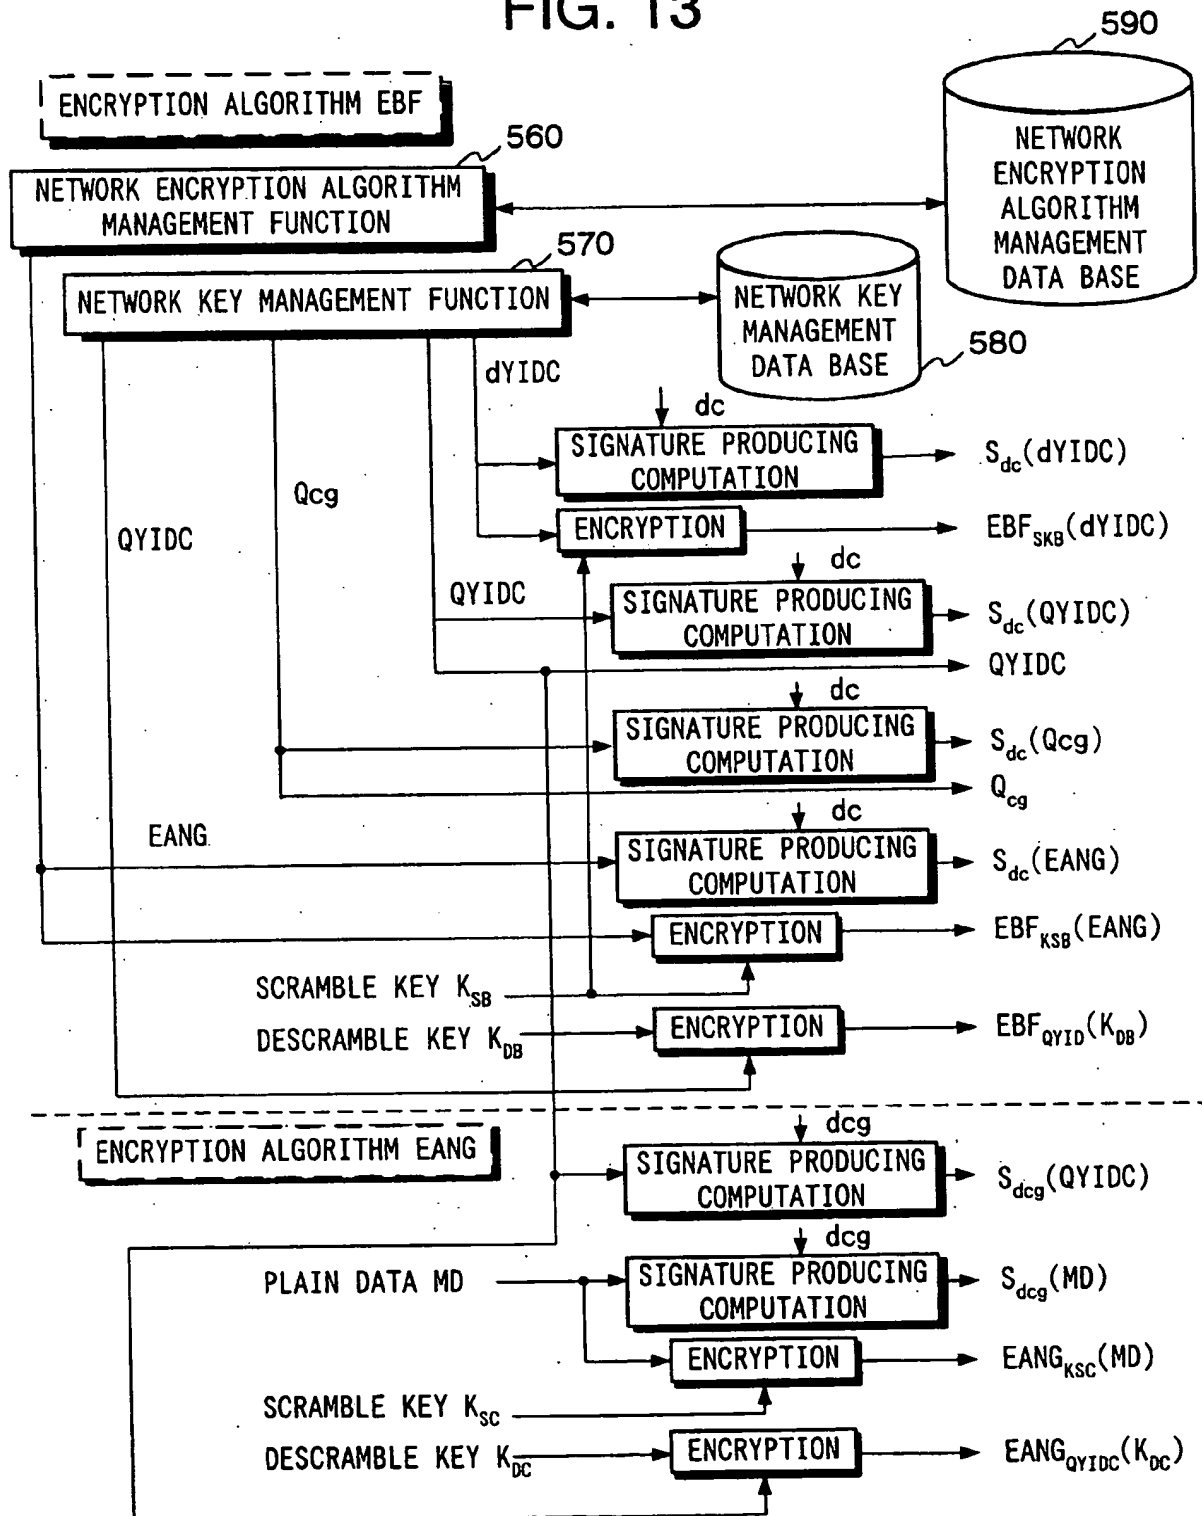 FIG. 13
590
ENCRYPTION ALGORITHM EBF
560
NETWORK ENCRYPTION ALGORITHM
MANAGEMENT FUNCTION
NETWORK
ENCRYPTION
ALGORITHM
MANAGEMENT
DATA BASE
570
NETWORK KEY MANAGEMENT FUNCTION
NETWORK KEY
MANAGEMENT
DATA BASE
580
dYIDC
dc
SIGNATURE PRODUCING
COMPUTATION
S_dc(dYIDC)
Qcg
QYIDC
ENCRYPTION
EBF_SKB(dYIDC)
dc
QYIDC
SIGNATURE PRODUCING
COMPUTATION
S_dc(QYIDC)
QYIDC
dc
SIGNATURE PRODUCING
COMPUTATION
S_dc(Qcg)
Q_cg
dc
EANG
SIGNATURE PRODUCING
COMPUTATION
S_dc(EANG)
ENCRYPTION
EBF_KSB(EANG)
SCRAMBLE KEY K_SB
DESCRAMBLE KEY K_DB
ENCRYPTION
EBF_QYID(K_DB)
ENCRYPTION ALGORITHM EANG
dcg
SIGNATURE PRODUCING
COMPUTATION
S_dcg(QYIDC)
dcg
PLAIN DATA MD
SIGNATURE PRODUCING
COMPUTATION
S_dcg(MD)
ENCRYPTION
EANG_KSC(MD)
SCRAMBLE KEY K_SC
DESCRAMBLE KEY K_DC
ENCRYPTION
EANG_QYIDC(K_DC)